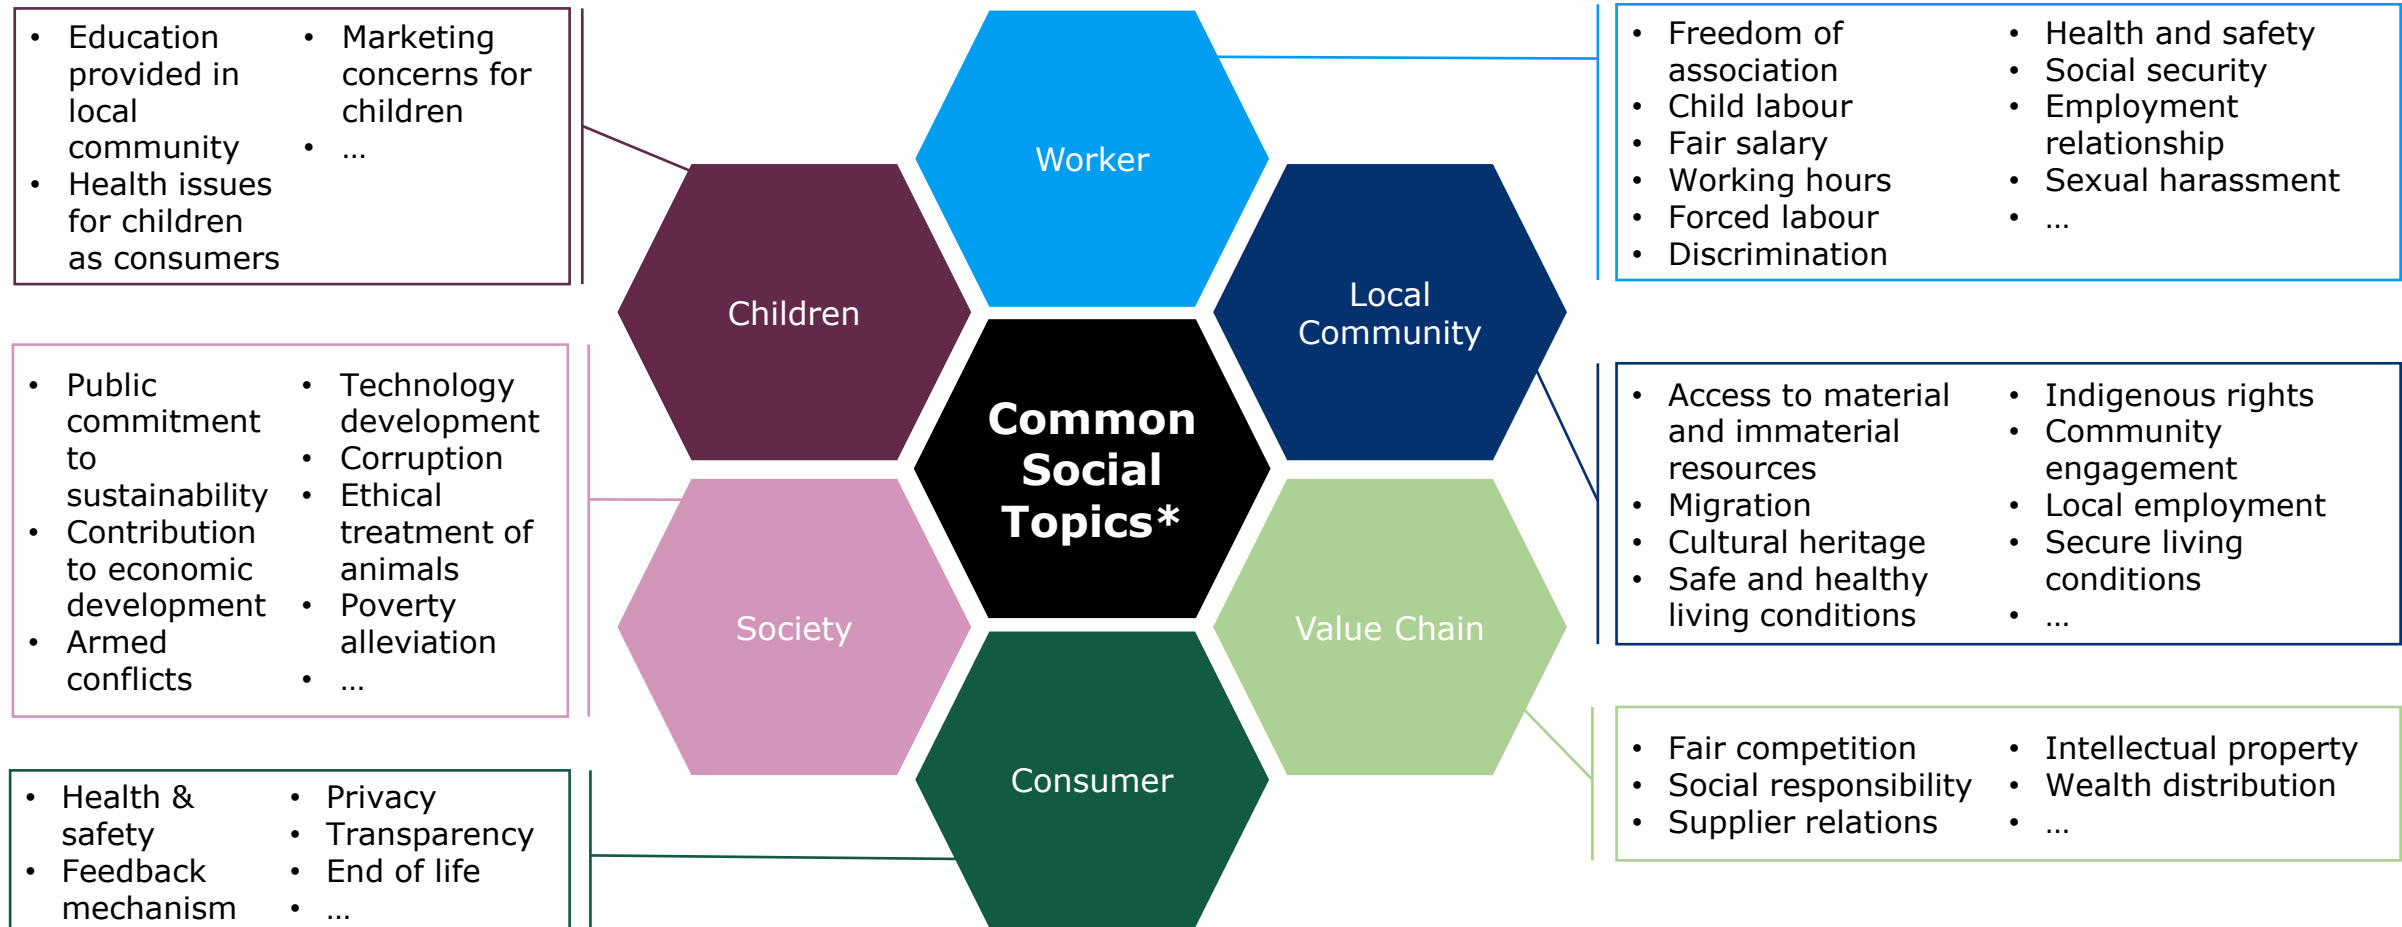 • Education
provided in
local
community
• Health issues
for children
as consumers
• Marketing
concerns for
children
• ...
Worker
• Freedom of
association
• Child labour
• Fair salary
• Working hours
• Forced labour
• Discrimination
• Health and safety
• Social security
• Employment
relationship
• Sexual harassment
• ...
Children
Local
Community
Common
Social
Topics*
• Public
commitment
to
sustainability
• Contribution
to economic
development
• Armed
conflicts
• Technology
development
• Corruption
• Ethical
treatment of
animals
• Poverty
alleviation
• ...
• Access to material
and immaterial
resources
• Migration
• Cultural heritage
• Safe and healthy
living conditions
• Indigenous rights
• Community
engagement
• Local employment
• Secure living
conditions
• ...
Society
Value Chain
Consumer
• Health &
safety
• Feedback
mechanism
• Privacy
• Transparency
• End of life
• ...
• Fair competition
• Social responsibility
• Supplier relations
• Intellectual property
• Wealth distribution
• ...